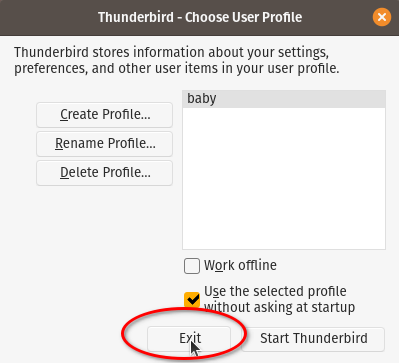 Thunderbird - Choose User Profile
Thunderbird stores information about your settings,
preferences, and other user items in your user profile.
baby
Create Profile...
Rename Profile...
Delete Profile...
Work offline
Use the selected profile
without asking at startup
Exit
Start Thunderbird